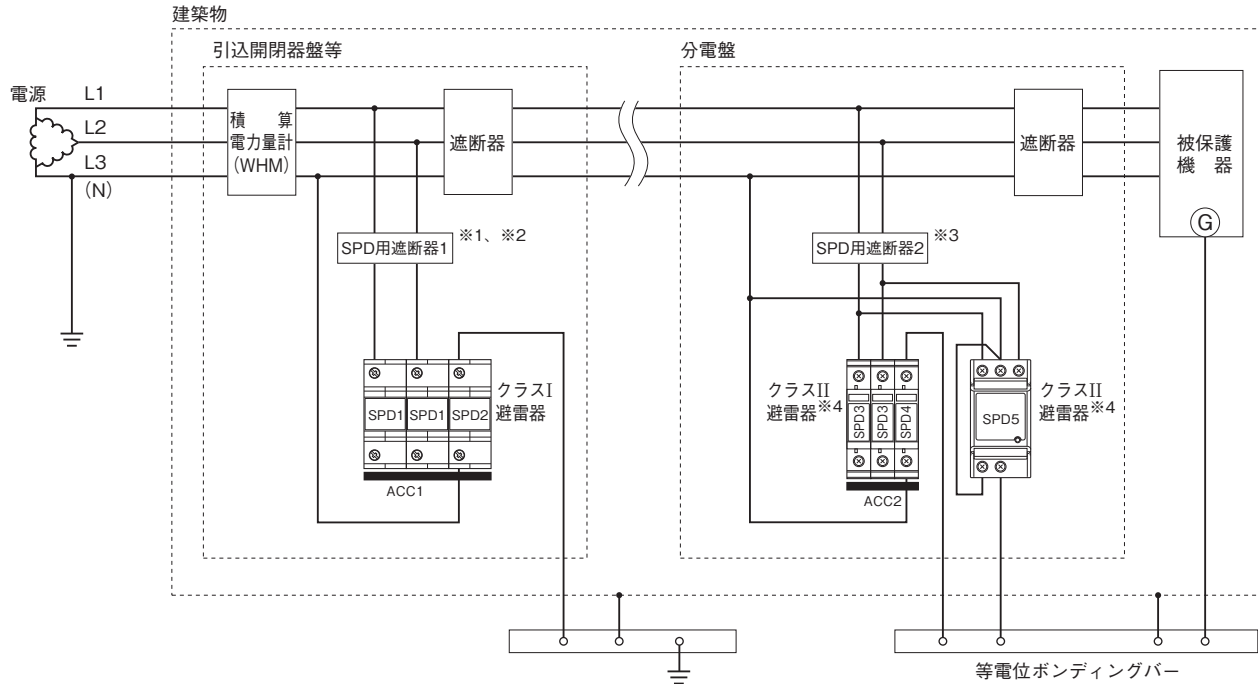 建築物
引込開閉器盤等
分電盤
電源
L1
L2
L3
(N)
積 算
電力量計
(WHM)
遮断器
遮断器
被保護
機 器
G
SPD用遮断器1
※1、※2
SPD用遮断器2
※3
SPD1
SPD1
SPD2
クラスI
避雷器
ACC1
クラスII
避雷器※4
SPD3
SPD3
SPD4
ACC2
SPD5
クラスII
避雷器※4
等電位ボンディングバー